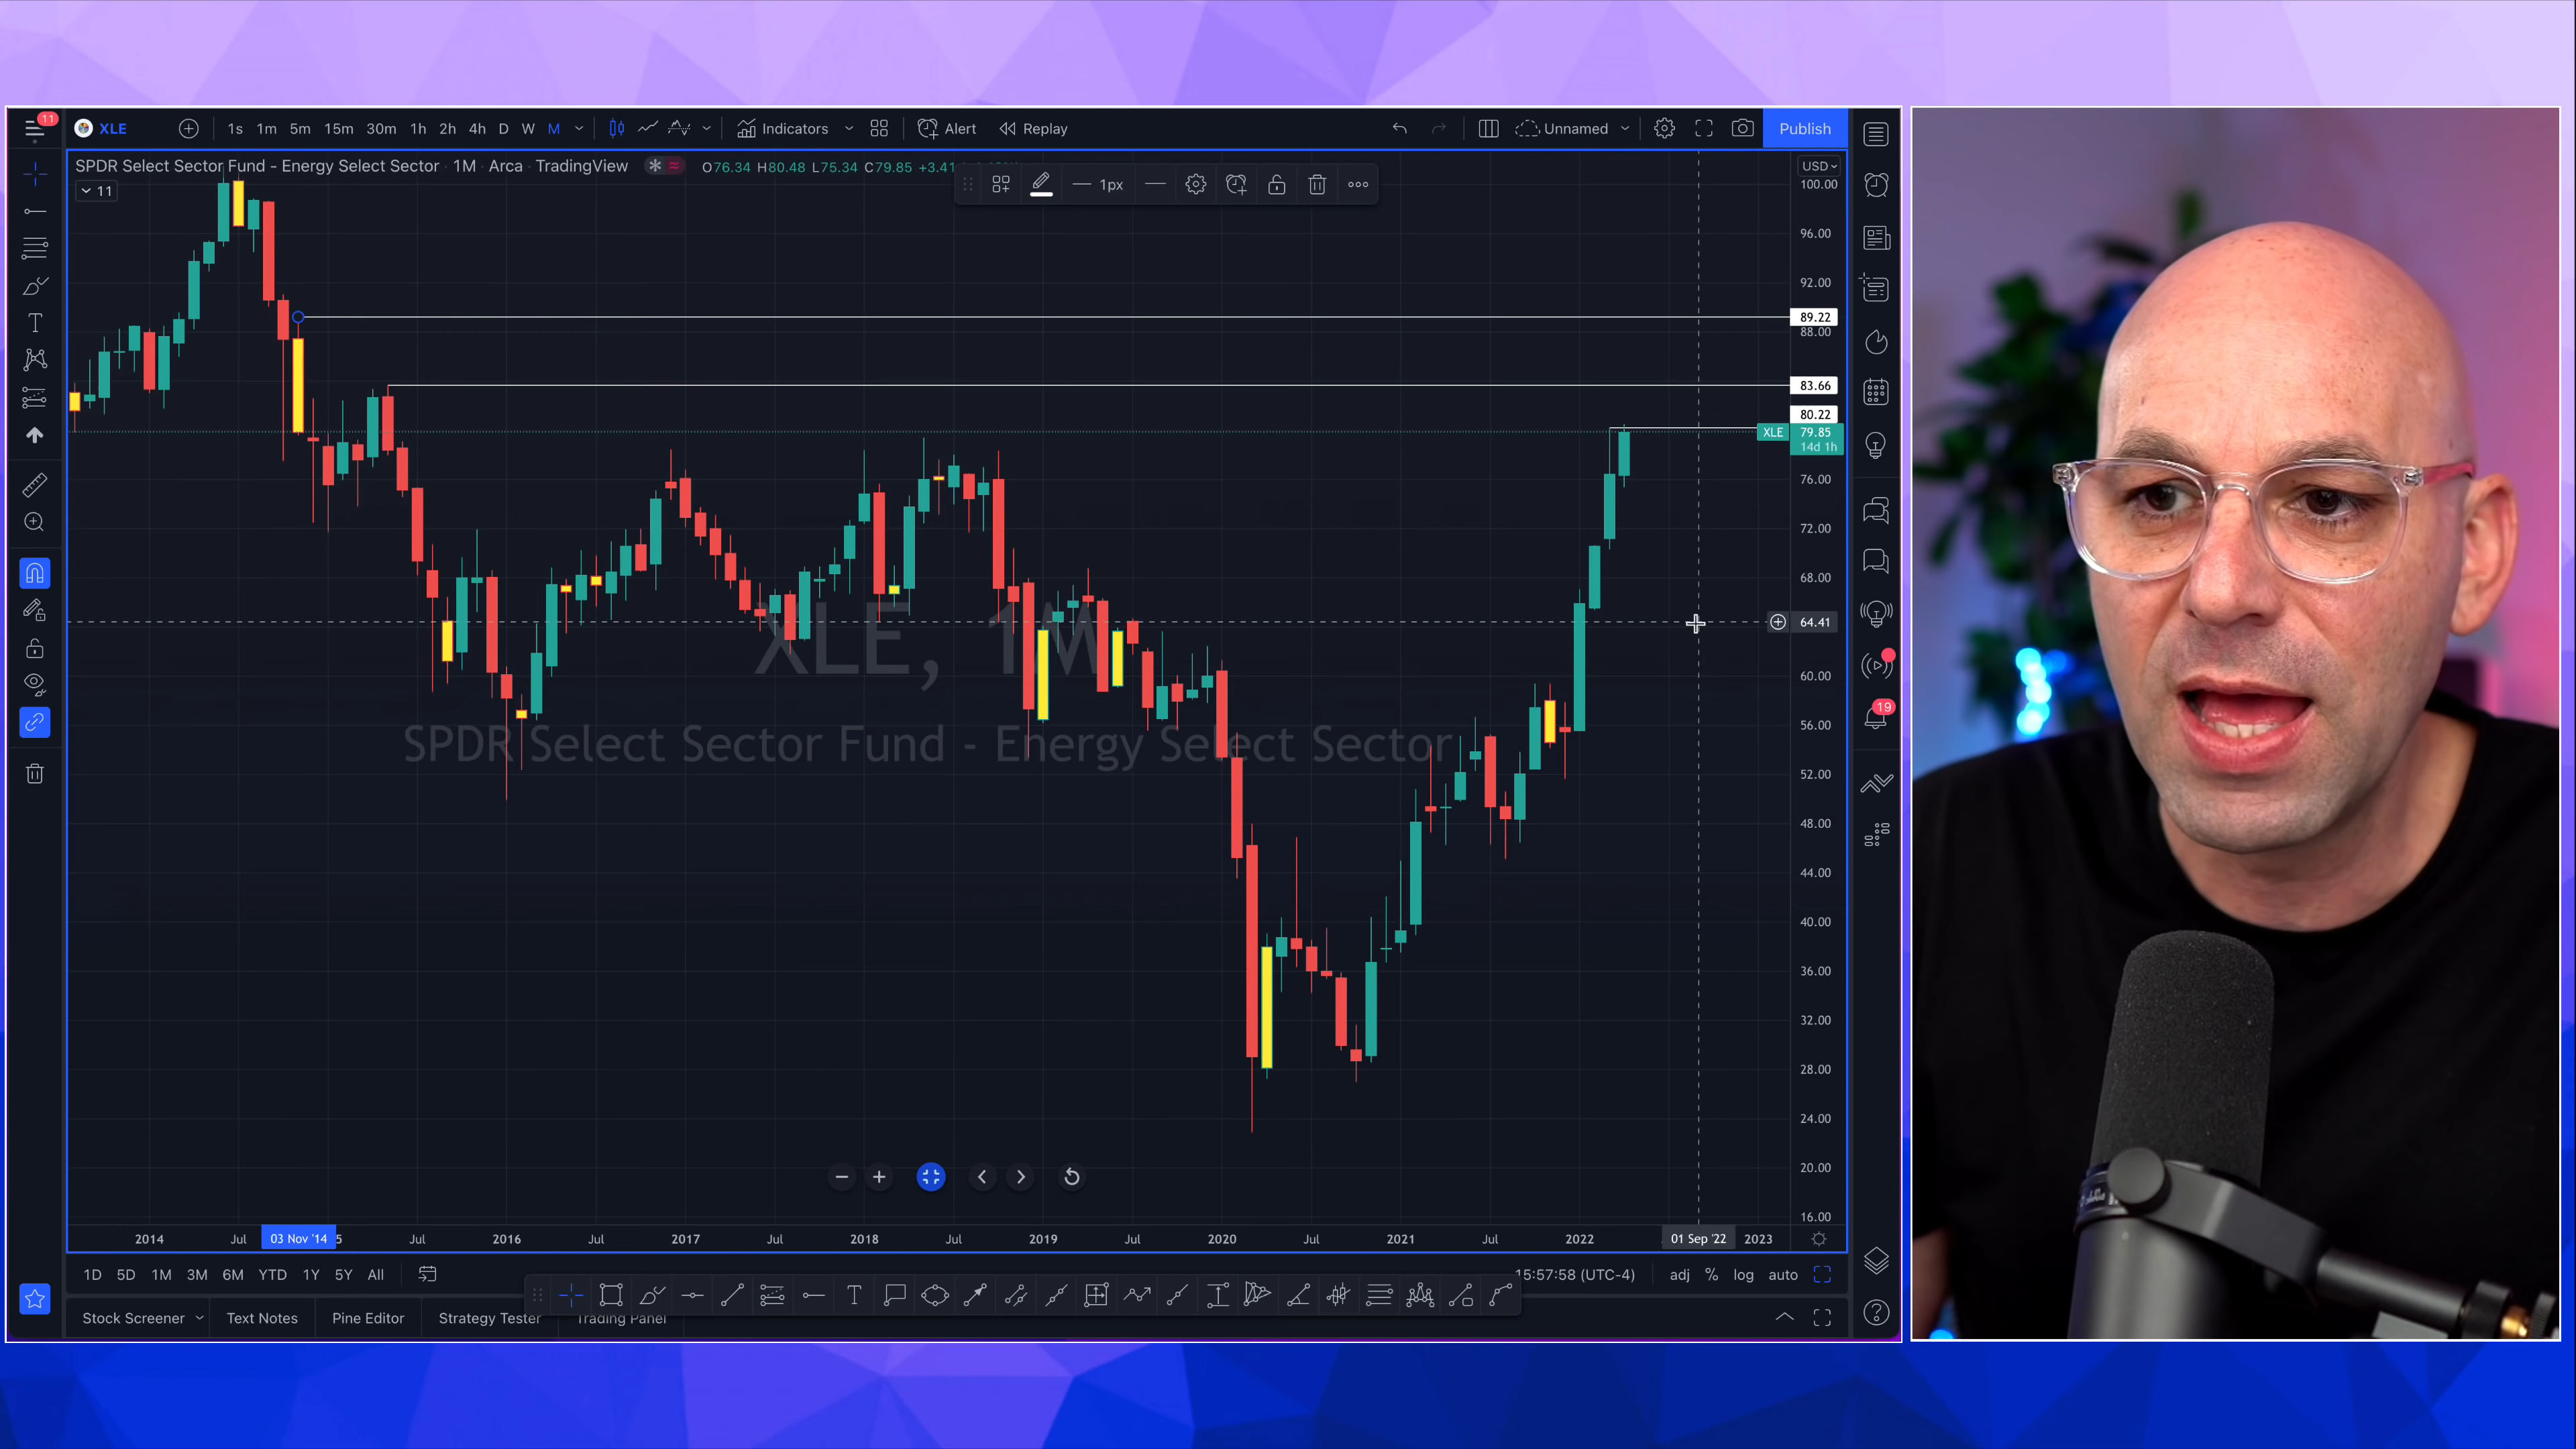 11
XLE
1s 1m 5m 15m 30m 1h 2h 4h D W M
Indicators
Alert
Replay
Unnamed
Publish
SPDR Select Sector Fund - Energy Select Sector · 1M · Arca · TradingView
O76.34 H80.48 L75.34 C79.85 +3.41
11
1px
USD
100.00
96.00
92.00
89.22
88.00
83.66
80.22
XLE 79.85
14d 1h
76.00
72.00
68.00
64.41
60.00
56.00
52.00
48.00
44.00
40.00
36.00
32.00
28.00
24.00
20.00
16.00
XLE, 1M
SPDR Select Sector Fund - Energy Select Sector
19
2014 Jul 03 Nov '14 5 Jul 2016 Jul 2017 Jul 2018 Jul 2019 Jul 2020 Jul 2021 Jul 2022 01 Sep '22 2023
1D 5D 1M 3M 6M YTD 1Y 5Y All
15:57:58 (UTC-4)
adj % log auto
Stock Screener
Text Notes
Pine Editor
Strategy Tester
Trading Panel